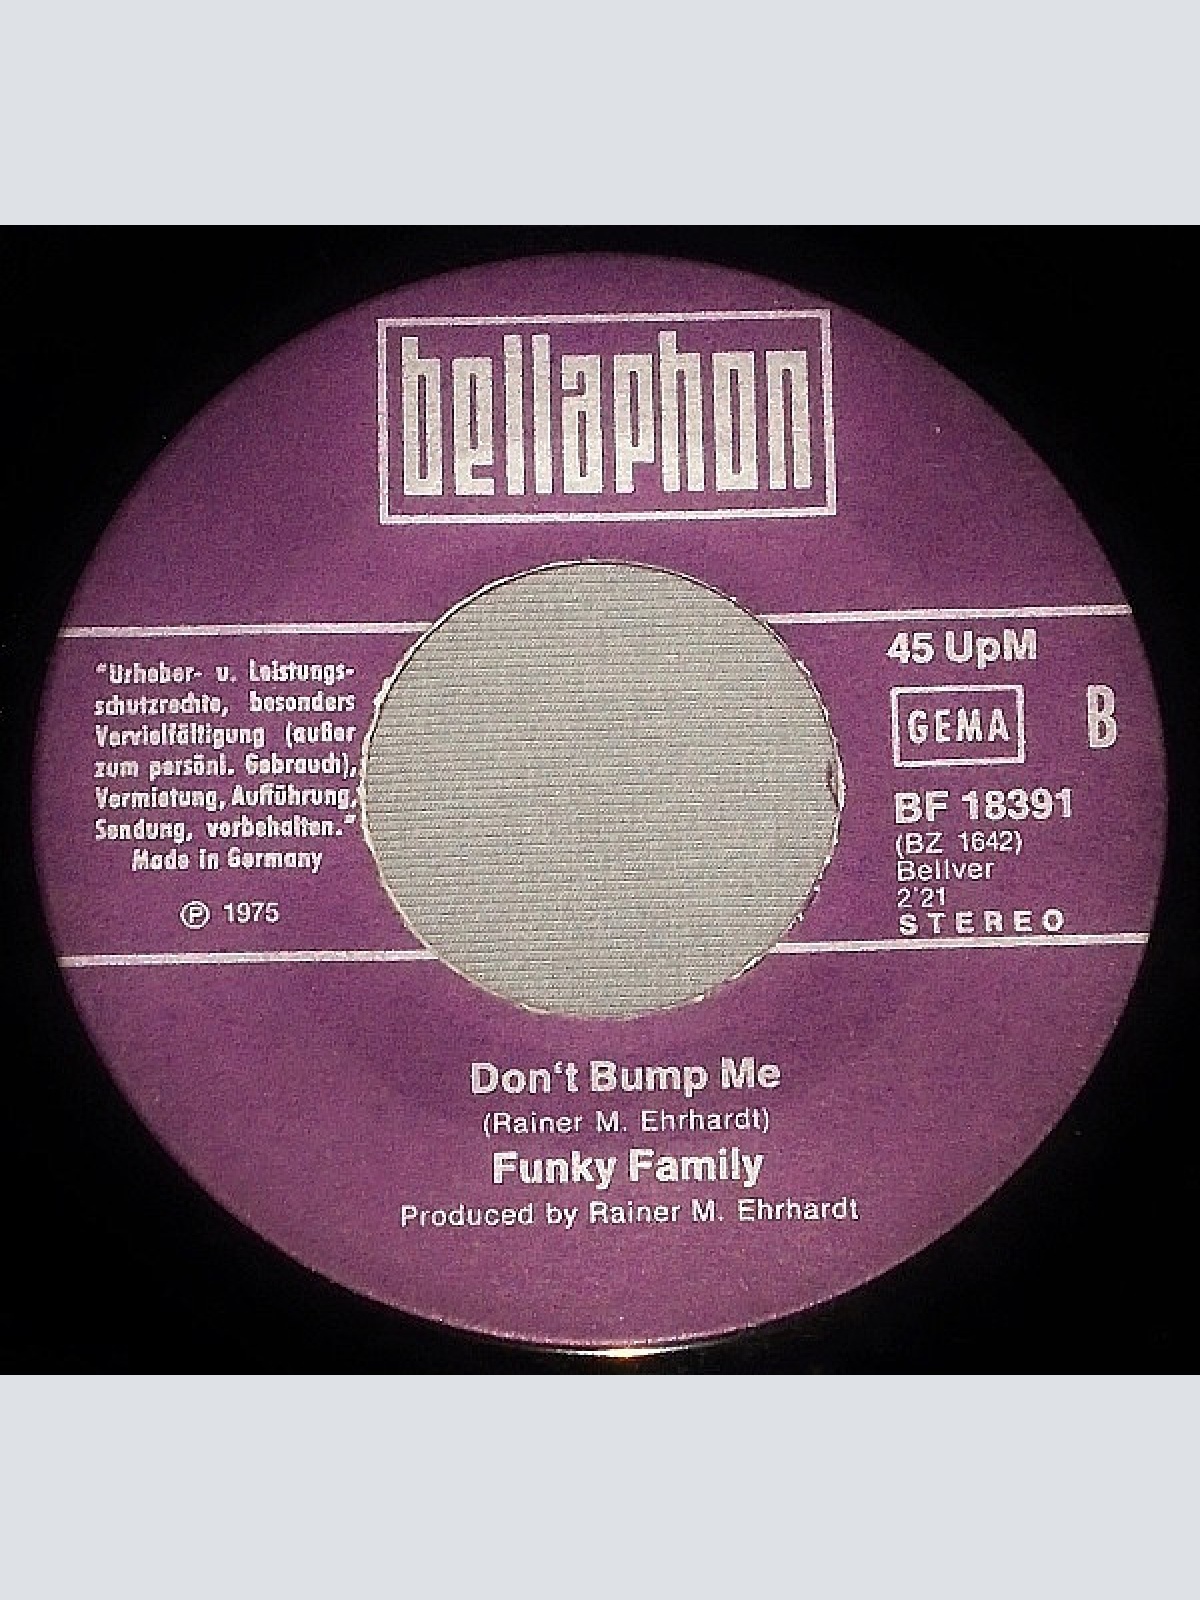 bellaphon
"Urheber- u. Leistungs-
schutzrechte, besonders
Vervielfältigung (außer
zum persönl. Gebrauch),
Vermietung, Aufführung,
Sendung, vorbehalten."
Made in Germany
Ⓟ 1975
45 UpM
GEMA
B
BF 18391
(BZ 1642)
Bellver
2'21
STEREO
Don‘t Bump Me
(Rainer M. Ehrhardt)
Funky Family
Produced by Rainer M. Ehrhardt